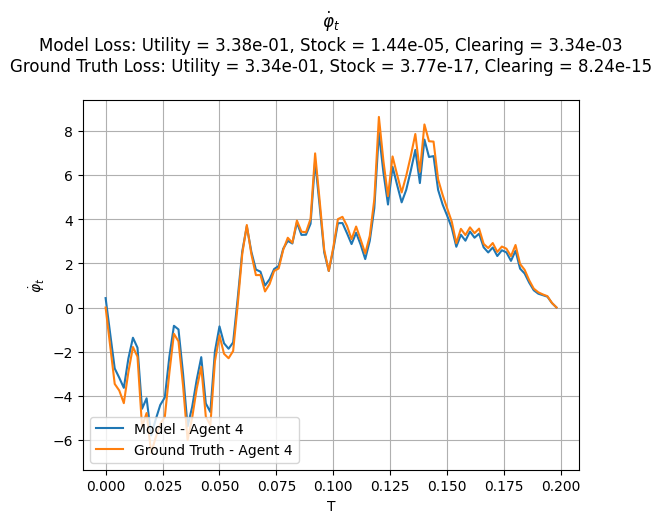 φ̇ₜ
Model Loss: Utility = 3.38e-01, Stock = 1.44e-05, Clearing = 3.34e-03
Ground Truth Loss: Utility = 3.34e-01, Stock = 3.77e-17, Clearing = 8.24e-15
8
6
4
2
0
−2
−4
−6
φ̇ₜ
Model - Agent 4
Ground Truth - Agent 4
0.000 0.025 0.050 0.075 0.100 0.125 0.150 0.175 0.200
T